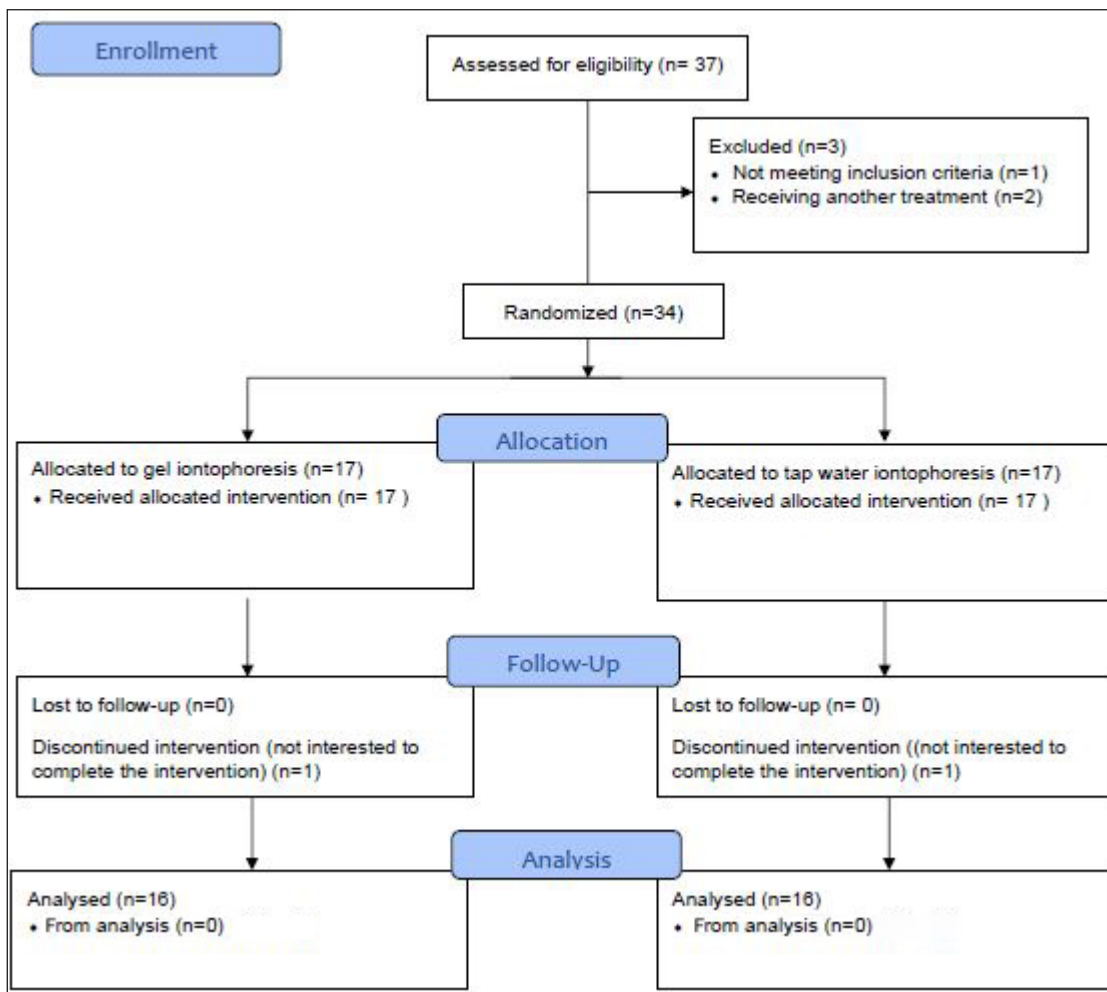 Enrollment
Assessed for eligibility (n= 37)
Excluded (n=3)
• Not meeting inclusion criteria (n=1)
• Receiving another treatment (n=2)
Randomized (n=34)
Allocation
Allocated to gel iontophoresis (n=17)
• Received allocated intervention (n= 17 )
Allocated to tap water iontophoresis (n=17)
• Received allocated intervention (n= 17 )
Follow-Up
Lost to follow-up (n=0)
Discontinued intervention (not interested to
complete the intervention) (n=1)
Lost to follow-up (n= 0)
Discontinued intervention ((not interested to
complete the intervention) (n=1)
Analysis
Analysed (n=16)
• From analysis (n=0)
Analysed (n=16)
• From analysis (n=0)